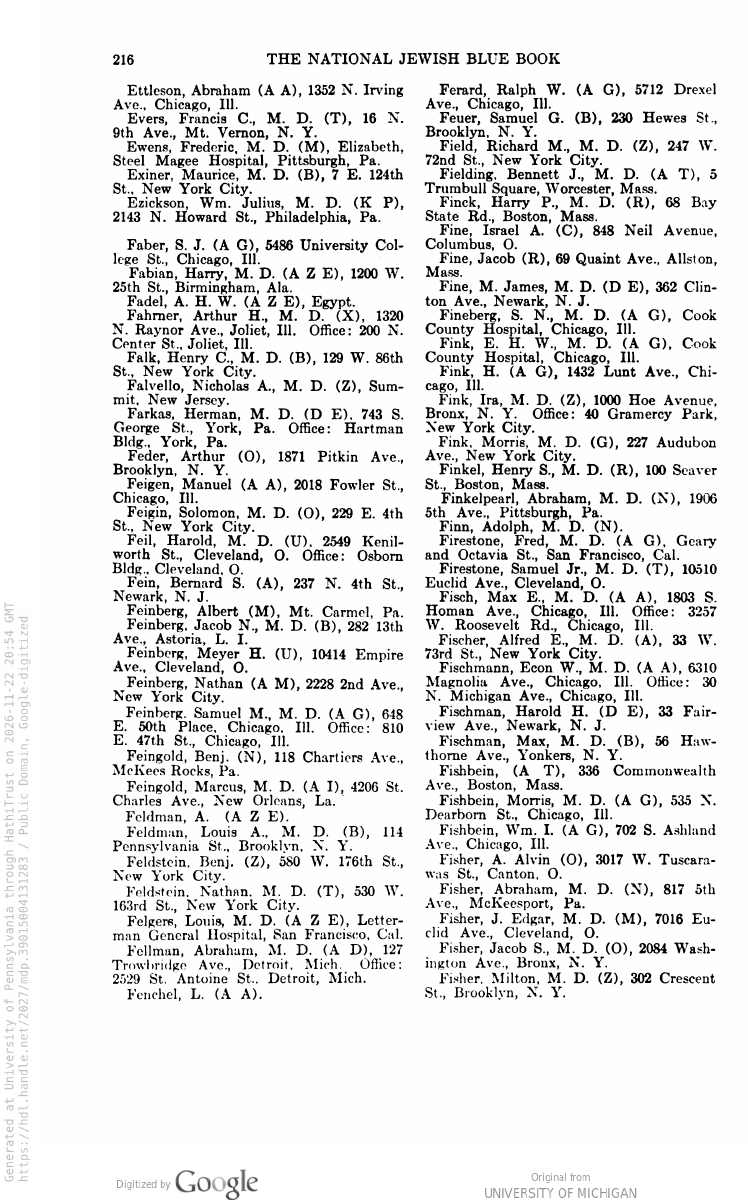 216
THE NATIONAL JEWISH BLUE BOOK
Ettleson, Abraham (A A), 1352 N. Irving
Ave., Chicago, Ill.
Evers, Francis C., M. D. (T), 16 N.
9th Ave., Mt. Vernon, N. Y.
Ewens, Frederic, M. D. (M), Elizabeth,
Steel Magee Hospital, Pittsburgh, Pa.
Exiner, Maurice, M. D. (B), 7 E. 124th
St., New York City.
Ezickson, Wm. Julius, M. D. (K P),
2143 N. Howard St., Philadelphia, Pa.
Faber, S. J. (A G), 5486 University Col-
lege St., Chicago, Ill.
Fabian, Harry, M. D. (A Z E), 1200 W.
25th St., Birmingham, Ala.
Fadel, A. H. W. (A Z E), Egypt.
Fahrner, Arthur H., M. D. (X), 1320
N. Raynor Ave., Joliet, Ill. Office: 200 N.
Center St., Joliet, Ill.
Falk, Henry C., M. D. (B), 129 W. 86th
St., New York City.
Falvello, Nicholas A., M. D. (Z), Sum-
mit, New Jersey.
Farkas, Herman, M. D. (D E), 743 S.
George St., York, Pa. Office: Hartman
Bldg., York, Pa.
Feder, Arthur (O), 1871 Pitkin Ave.,
Brooklyn, N. Y.
Feigen, Manuel (A A), 2018 Fowler St.,
Chicago, Ill.
Feigin, Solomon, M. D. (O), 229 E. 4th
St., New York City.
Feil, Harold, M. D. (U), 2549 Kenil-
worth St., Cleveland, O. Office: Osborn
Bldg., Cleveland, O.
Fein, Bernard S. (A), 237 N. 4th St.,
Newark, N. J.
Feinberg, Albert (M), Mt. Carmel, Pa.
Feinberg, Jacob N., M. D. (B), 282 13th
Ave., Astoria, L. I.
Feinberg, Meyer H. (U), 10414 Empire
Ave., Cleveland, O.
Feinberg, Nathan (A M), 2228 2nd Ave.,
New York City.
Feinberg, Samuel M., M. D. (A G), 648
E. 50th Place, Chicago, Ill. Office: 810
E. 47th St., Chicago, Ill.
Feingold, Benj. (N), 118 Chartiers Ave.,
McKees Rocks, Pa.
Feingold, Marcus, M. D. (A I), 4206 St.
Charles Ave., New Orleans, La.
Feldman, A. (A Z E).
Feldman, Louis A., M. D. (B), 114
Pennsylvania St., Brooklyn, N. Y.
Feldstein, Benj. (Z), 580 W. 176th St.,
New York City.
Feldstein, Nathan, M. D. (T), 530 W.
163rd St., New York City.
Felgers, Louis, M. D. (A Z E), Letter-
man General Hospital, San Francisco, Cal.
Fellman, Abraham, M. D. (A D), 127
Trowbridge Ave., Detroit, Mich. Office:
2529 St. Antoine St., Detroit, Mich.
Fenchel, L. (A A).
Ferard, Ralph W. (A G), 5712 Drexel
Ave., Chicago, Ill.
Feuer, Samuel G. (B), 230 Hewes St.,
Brooklyn, N. Y.
Field, Richard M., M. D. (Z), 247 W.
72nd St., New York City.
Fielding, Bennett J., M. D. (A T), 5
Trumbull Square, Worcester, Mass.
Finck, Harry P., M. D. (R), 68 Bay
State Rd., Boston, Mass.
Fine, Israel A. (C), 848 Neil Avenue,
Columbus, O.
Fine, Jacob (R), 69 Quaint Ave., Allston,
Mass.
Fine, M. James, M. D. (D E), 362 Clin-
ton Ave., Newark, N. J.
Fineberg, S. N., M. D. (A G), Cook
County Hospital, Chicago, Ill.
Fink, E. H. W., M. D. (A G), Cook
County Hospital, Chicago, Ill.
Fink, H. (A G), 1432 Lunt Ave., Chi-
cago, Ill.
Fink, Ira, M. D. (Z), 1000 Hoe Avenue,
Bronx, N. Y. Office: 40 Gramercy Park,
New York City.
Fink, Morris, M. D. (G), 227 Audubon
Ave., New York City.
Finkel, Henry S., M. D. (R), 100 Seaver
St., Boston, Mass.
Finkelpearl, Abraham, M. D. (N), 1906
5th Ave., Pittsburgh, Pa.
Finn, Adolph, M. D. (N).
Firestone, Fred, M. D. (A G), Geary
and Octavia St., San Francisco, Cal.
Firestone, Samuel Jr., M. D. (T), 10510
Euclid Ave., Cleveland, O.
Fisch, Max E., M. D. (A A), 1803 S.
Homan Ave., Chicago, Ill. Office: 3257
W. Roosevelt Rd., Chicago, Ill.
Fischer, Alfred E., M. D. (A), 33 W.
73rd St., New York City.
Fischmann, Econ W., M. D. (A A), 6310
Magnolia Ave., Chicago, Ill. Office: 30
N. Michigan Ave., Chicago, Ill.
Fischman, Harold H. (D E), 33 Fair-
view Ave., Newark, N. J.
Fischman, Max, M. D. (B), 56 Haw-
thorne Ave., Yonkers, N. Y.
Fishbein, (A T), 336 Commonwealth
Ave., Boston, Mass.
Fishbein, Morris, M. D. (A G), 535 N.
Dearborn St., Chicago, Ill.
Fishbein, Wm. I. (A G), 702 S. Ashland
Ave., Chicago, Ill.
Fisher, A. Alvin (O), 3017 W. Tuscara-
was St., Canton, O.
Fisher, Abraham, M. D. (N), 817 5th
Ave., McKeesport, Pa.
Fisher, J. Edgar, M. D. (M), 7016 Eu-
clid Ave., Cleveland, O.
Fisher, Jacob S., M. D. (O), 2084 Wash-
ington Ave., Bronx, N. Y.
Fisher, Milton, M. D. (Z), 302 Crescent
St., Brooklyn, N. Y.
Generated at University of Pennsylvania through HathiTrust on 2026-11-22 20:54 GMT
https://hdl.handle.net/2027/mdp.39015004131283 / Public Domain, Google-digitized
Digitized by Google
Original from
UNIVERSITY OF MICHIGAN